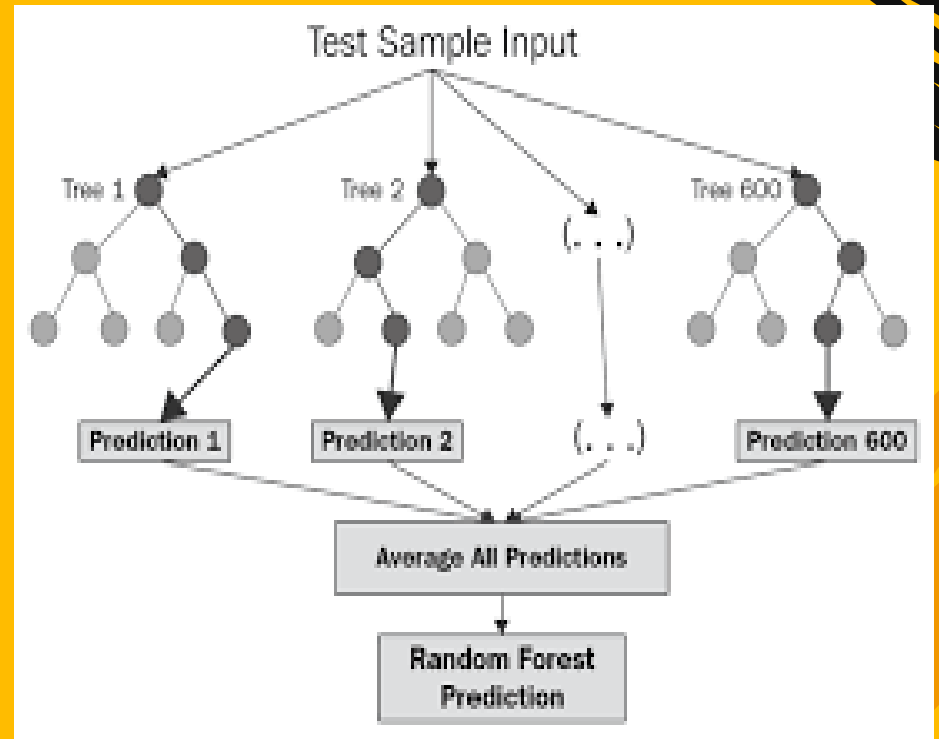 Test Sample Input
Tree 1
Tree 2
Tree 600
(. . .)
Prediction 1
Prediction 2
(. . .)
Prediction 600
Average All Predictions
Random Forest
Prediction